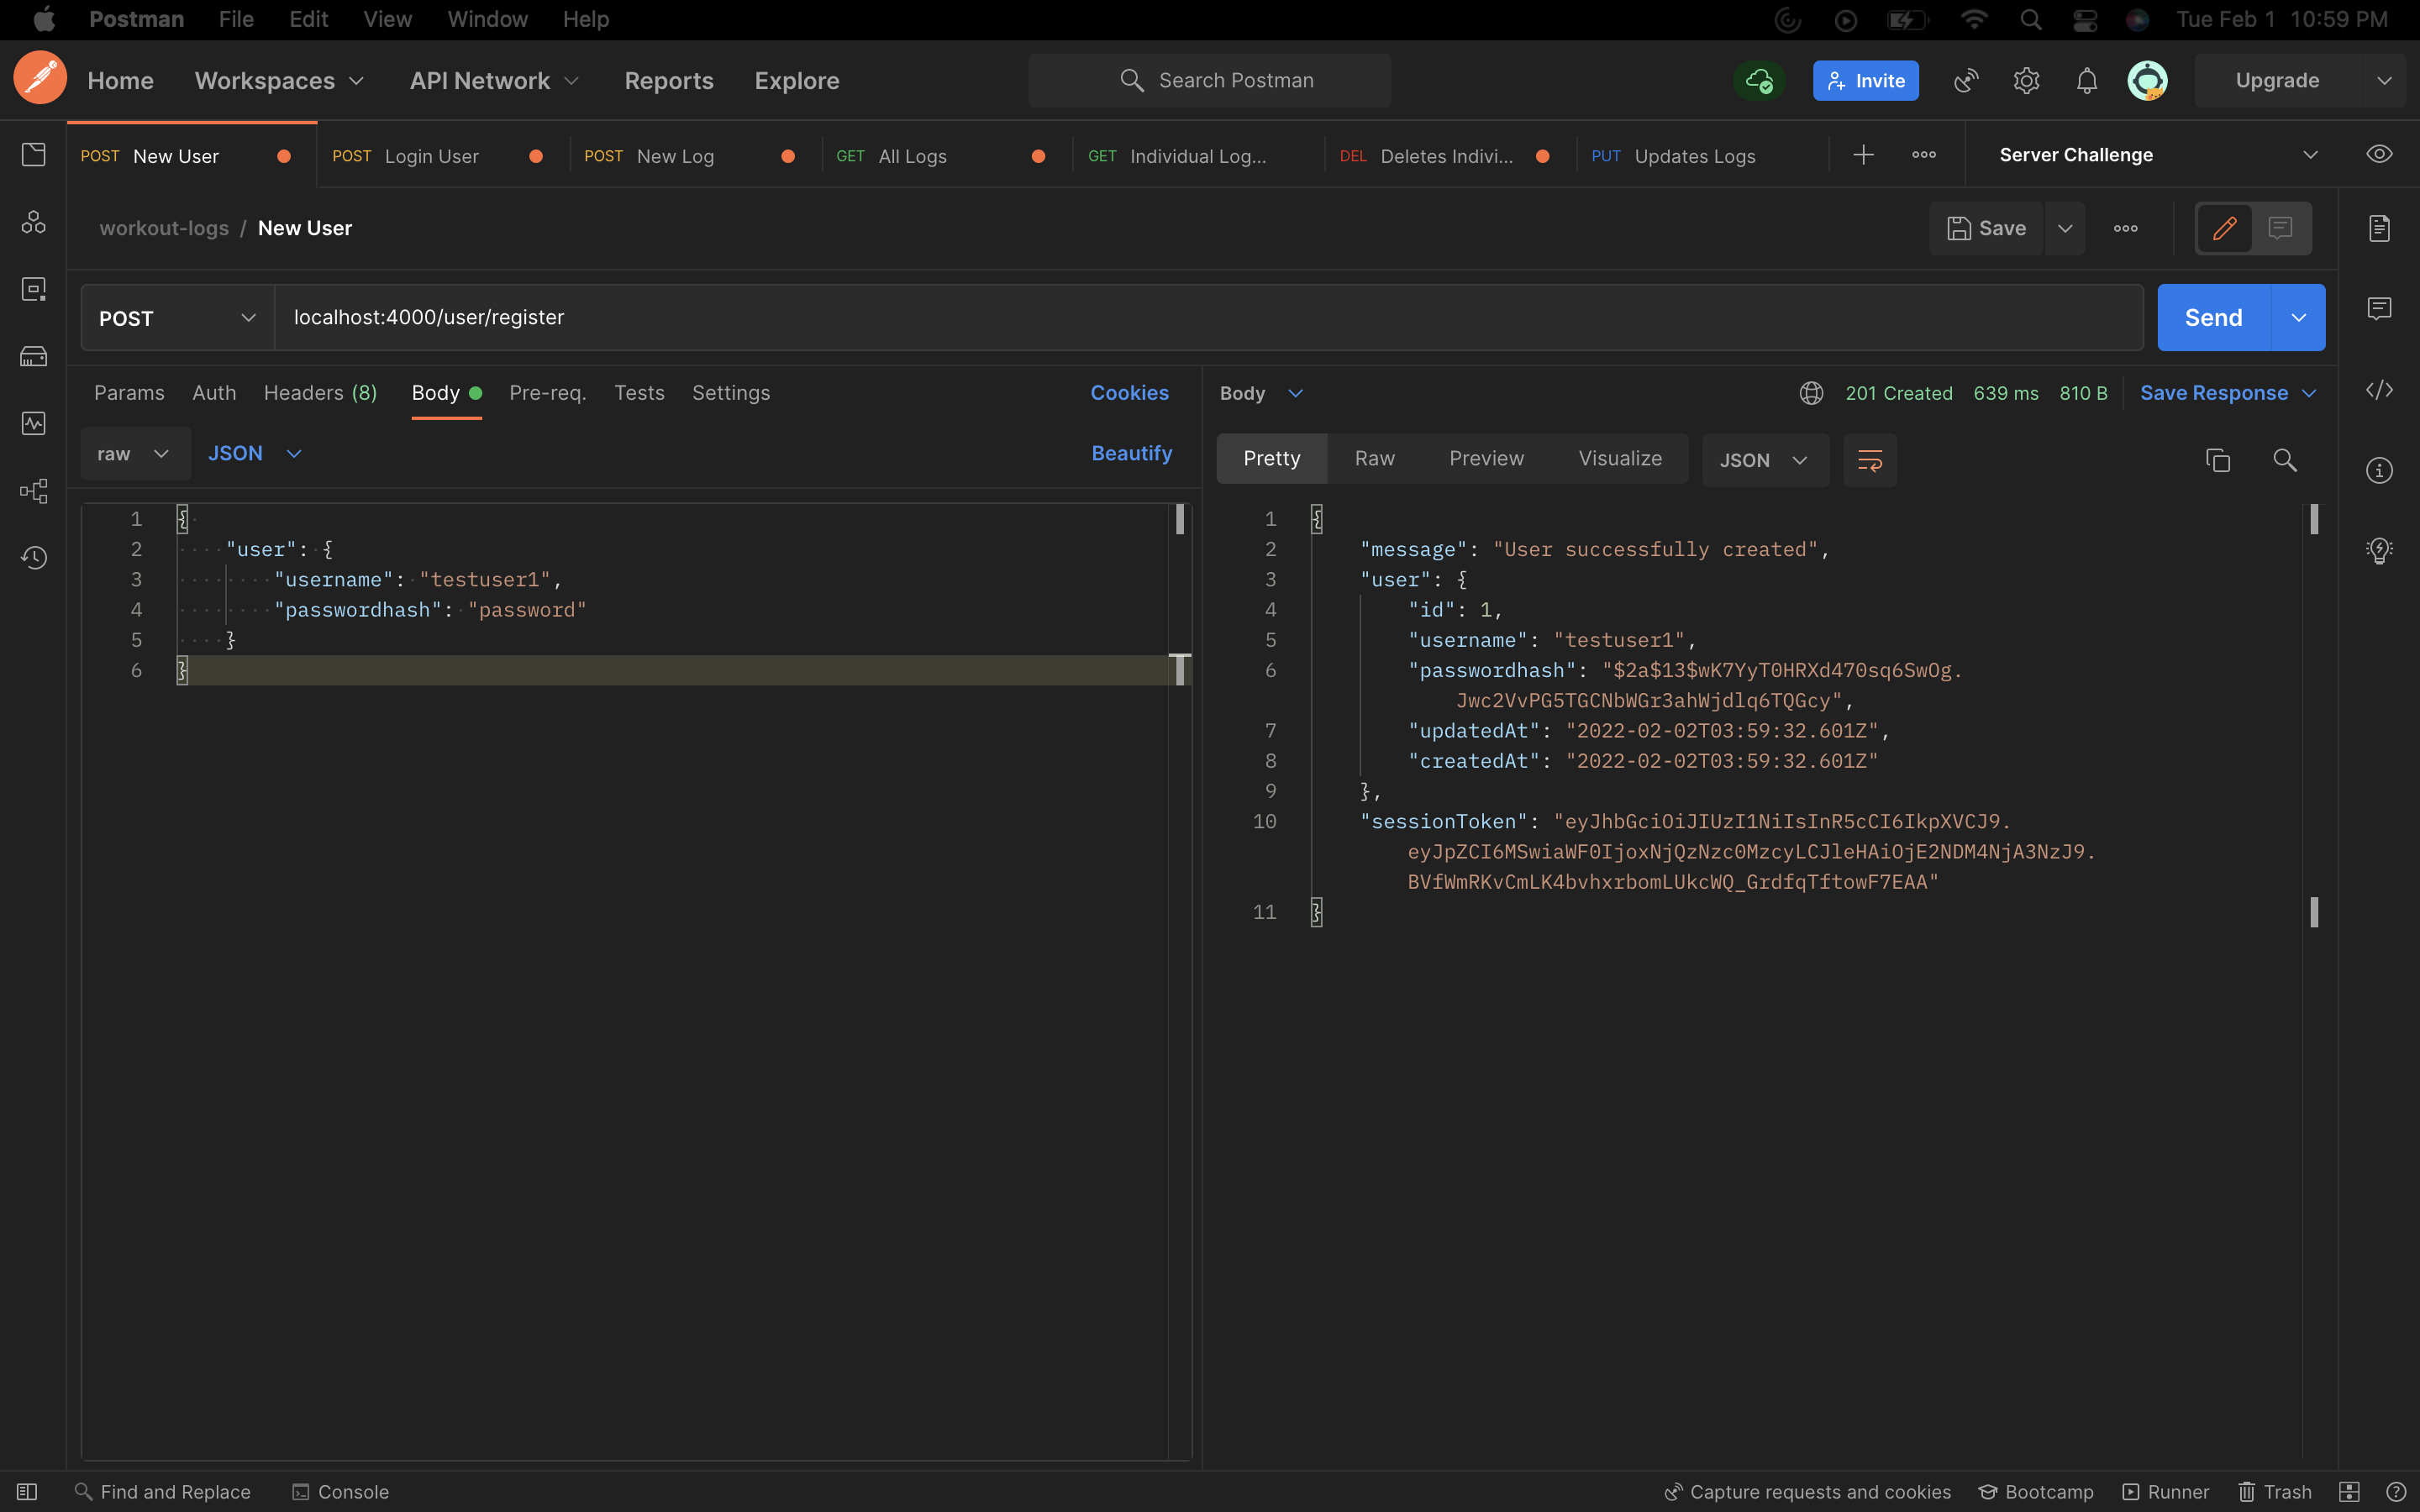 Postman File Edit View Window Help Tue Feb 1 10:59 PM
Home Workspaces API Network Reports Explore Search Postman Invite Upgrade
POST New User POST Login User POST New Log GET All Logs GET Individual Log... DEL Deletes Indivi... PUT Updates Logs Server Challenge
workout-logs / New User Save
POST localhost:4000/user/register Send
Params Auth Headers (8) Body Pre-req. Tests Settings Cookies
raw JSON Beautify
1 {
2 "user": {
3 "username": "testuser1",
4 "passwordhash": "password"
5 }
6 }
Body 201 Created 639 ms 810 B Save Response
Pretty Raw Preview Visualize JSON
1 {
2 "message": "User successfully created",
3 "user": {
4 "id": 1,
5 "username": "testuser1",
6 "passwordhash": "$2a$13$wK7YyT0HRXd470sq6SwOg.
Jwc2VvPG5TGCNbWGr3ahWjdlq6TQGcy",
7 "updatedAt": "2022-02-02T03:59:32.601Z",
8 "createdAt": "2022-02-02T03:59:32.601Z"
9 },
10 "sessionToken": "eyJhbGciOiJIUzI1NiIsInR5cCI6IkpXVCJ9.
eyJpZCI6MSwiaWF0IjoxNjQzNzc0MzcyLCJleHAiOjE2NDM4NjA3NzJ9.
BVfWmRKvCmLK4bvhxrbomLUkcWQ_GrdfqTftowF7EAA"
11 }
Find and Replace Console Capture requests and cookies Bootcamp Runner Trash